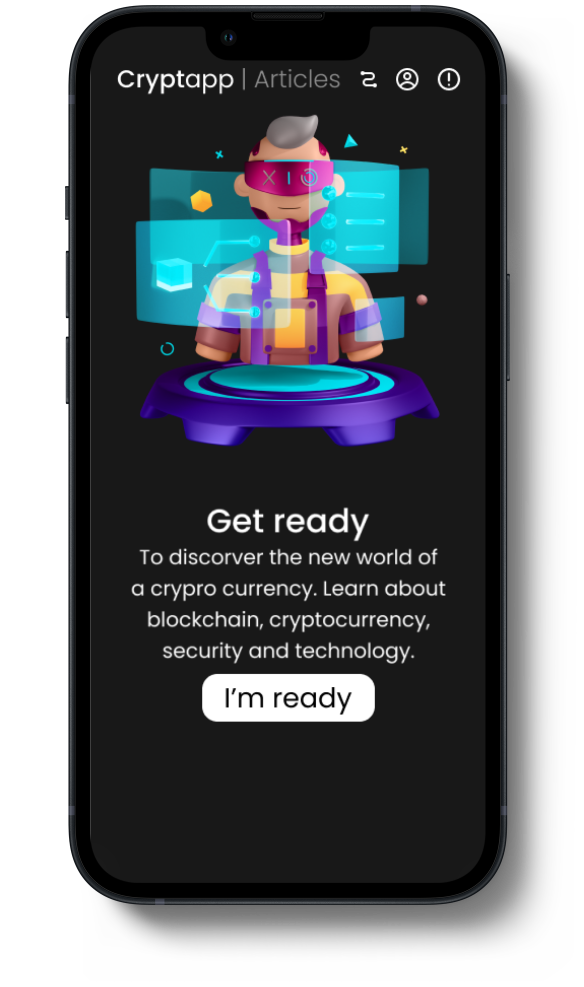 Cryptapp | Articles
Get ready
To discorver the new world of
a crypro currency. Learn about
blockchain, cryptocurrency,
security and technology.
I'm ready